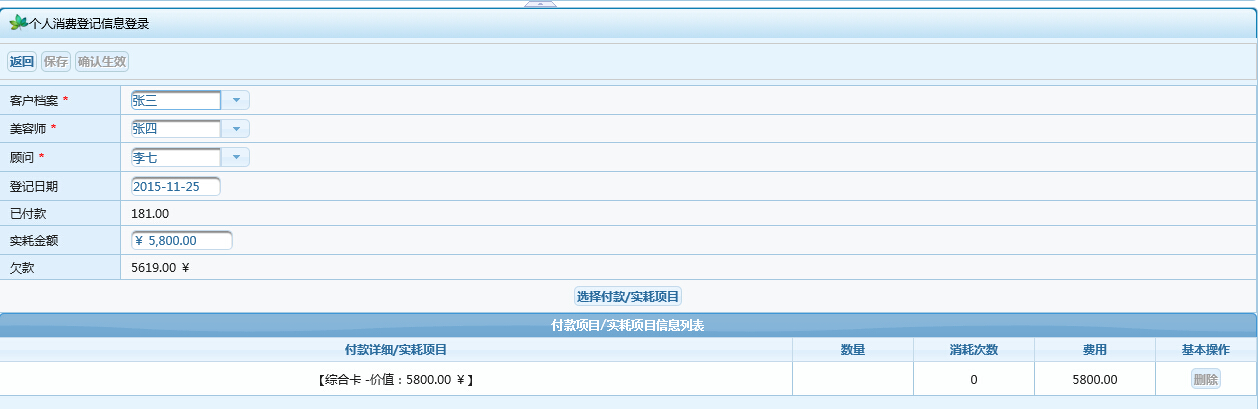 个人消费登记信息登录
返回 保存 确认生效
客户档案 * 张三
美容师 * 张四
顾问 * 李七
登记日期 2015-11-25
已付款 181.00
实耗金额 ¥ 5,800.00
欠款 5619.00 ¥
选择付款/实耗项目
付款项目/实耗项目信息列表
付款详细/实耗项目 数量 消耗次数 费用 基本操作
【综合卡 -价值：5800.00 ¥ 】 0 5800.00 删除